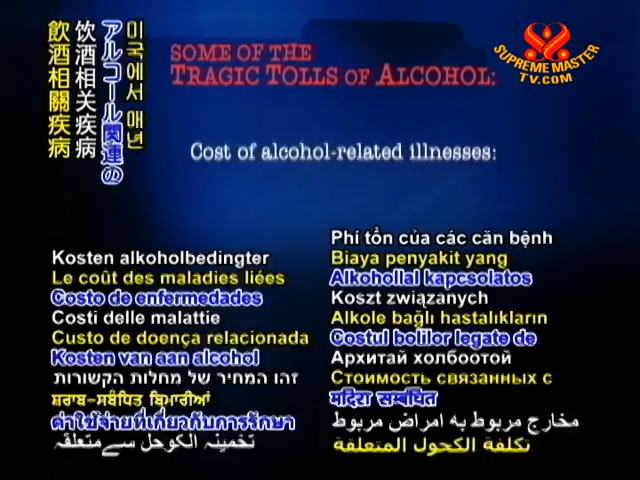 미국에서 매년
アルコール関連の
饮酒相关疾病
飲酒相關疾病
SOME OF THE
TRAGIC TOLLS OF ALCOHOL:
SUPREME MASTER
TV.COM
Cost of alcohol-related illnesses:
Kosten alkoholbedingter
Le coût des maladies liées
Costo de enfermedades
Costi delle malattie
Custo de doença relacionada
Kosten van aan alcohol
זהו המחיר של מחלות הקשורות
ਸ਼ਰਾਬ-ਸਬੰਧਿਤ ਬਿਮਾਰੀਆਂ
ค่าใช้จ่ายที่เกี่ยวกับการรักษา
تخمینہ الکوحل سے متعلقہ
Phí tổn của các căn bệnh
Biaya penyakit yang
Alkohollal kapcsolatos
Koszt związanych
Alkole bağlı hastalıkların
Costul bolilor legate de
Архитай холбоотой
Стоимость связанных с
मदिरा सम्बंधित
مخارج مربوط به امراض مربوط
تكلفة الكحول المتعلقة